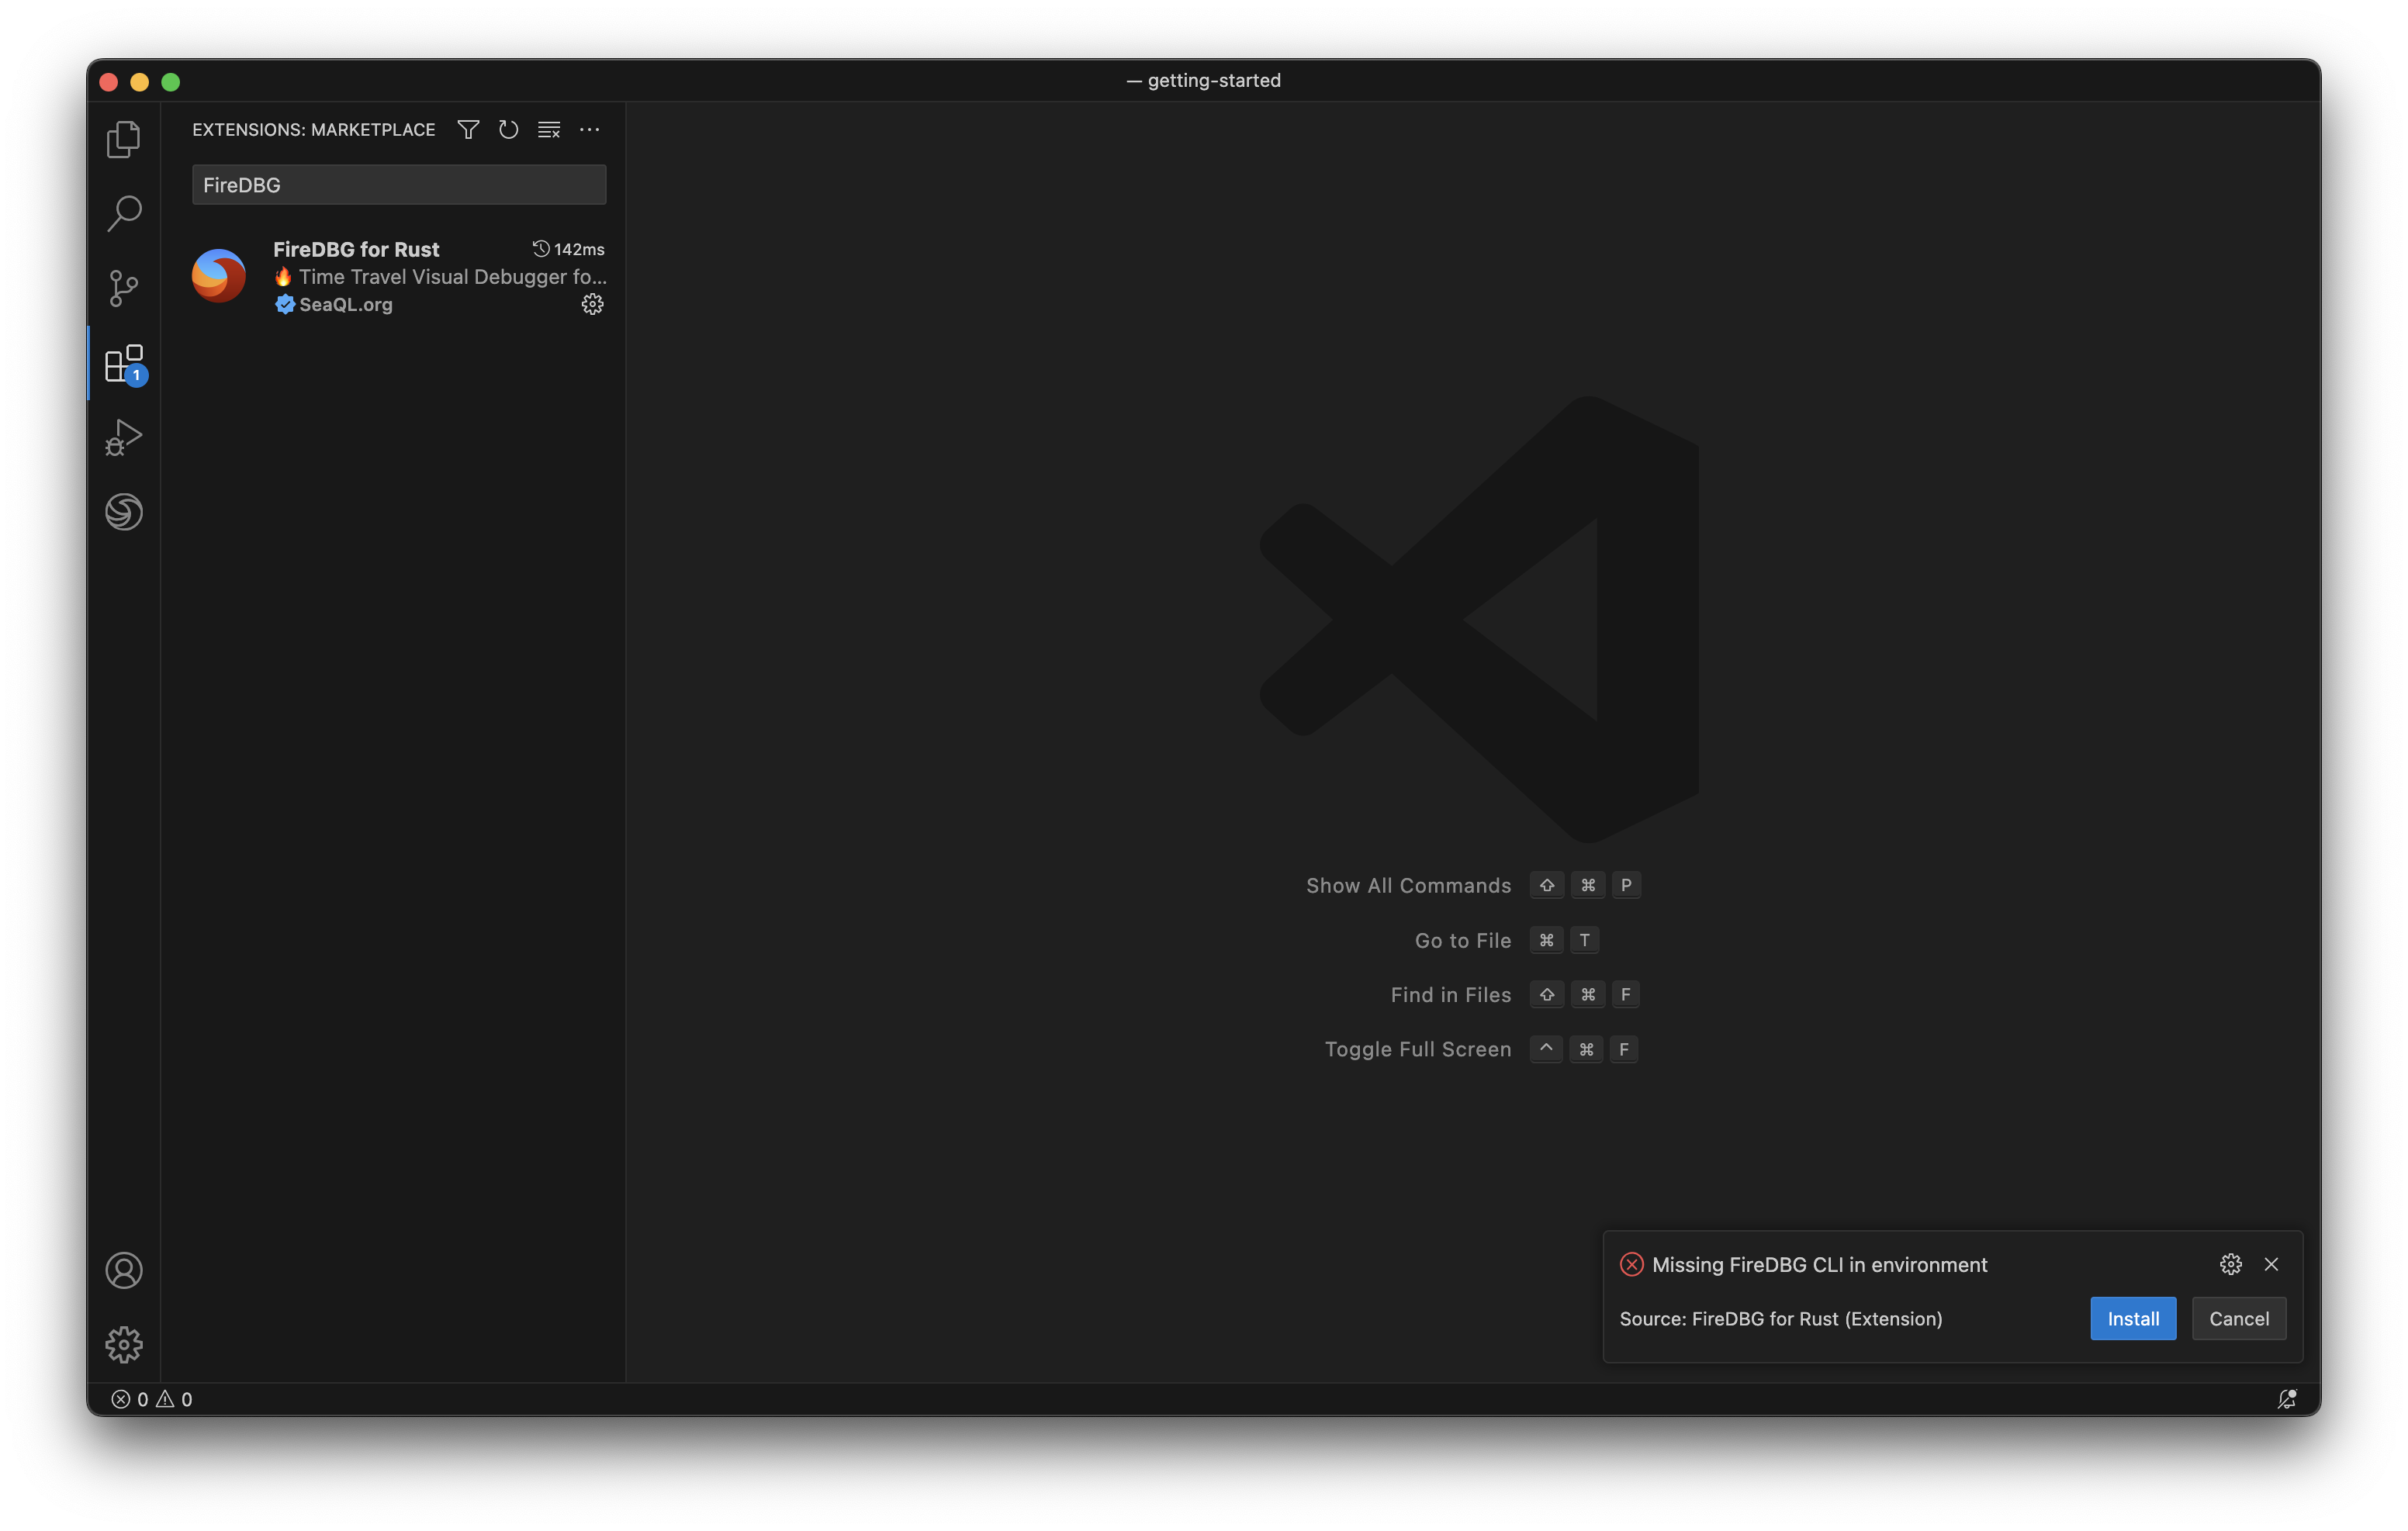 — getting-started
EXTENSIONS: MARKETPLACE
FireDBG
FireDBG for Rust 142ms
🔥 Time Travel Visual Debugger fo...
SeaQL.org
1
Show All Commands ⇧ ⌘ P
Go to File ⌘ T
Find in Files ⇧ ⌘ F
Toggle Full Screen ^ ⌘ F
Missing FireDBG CLI in environment
Source: FireDBG for Rust (Extension) Install Cancel
0 0